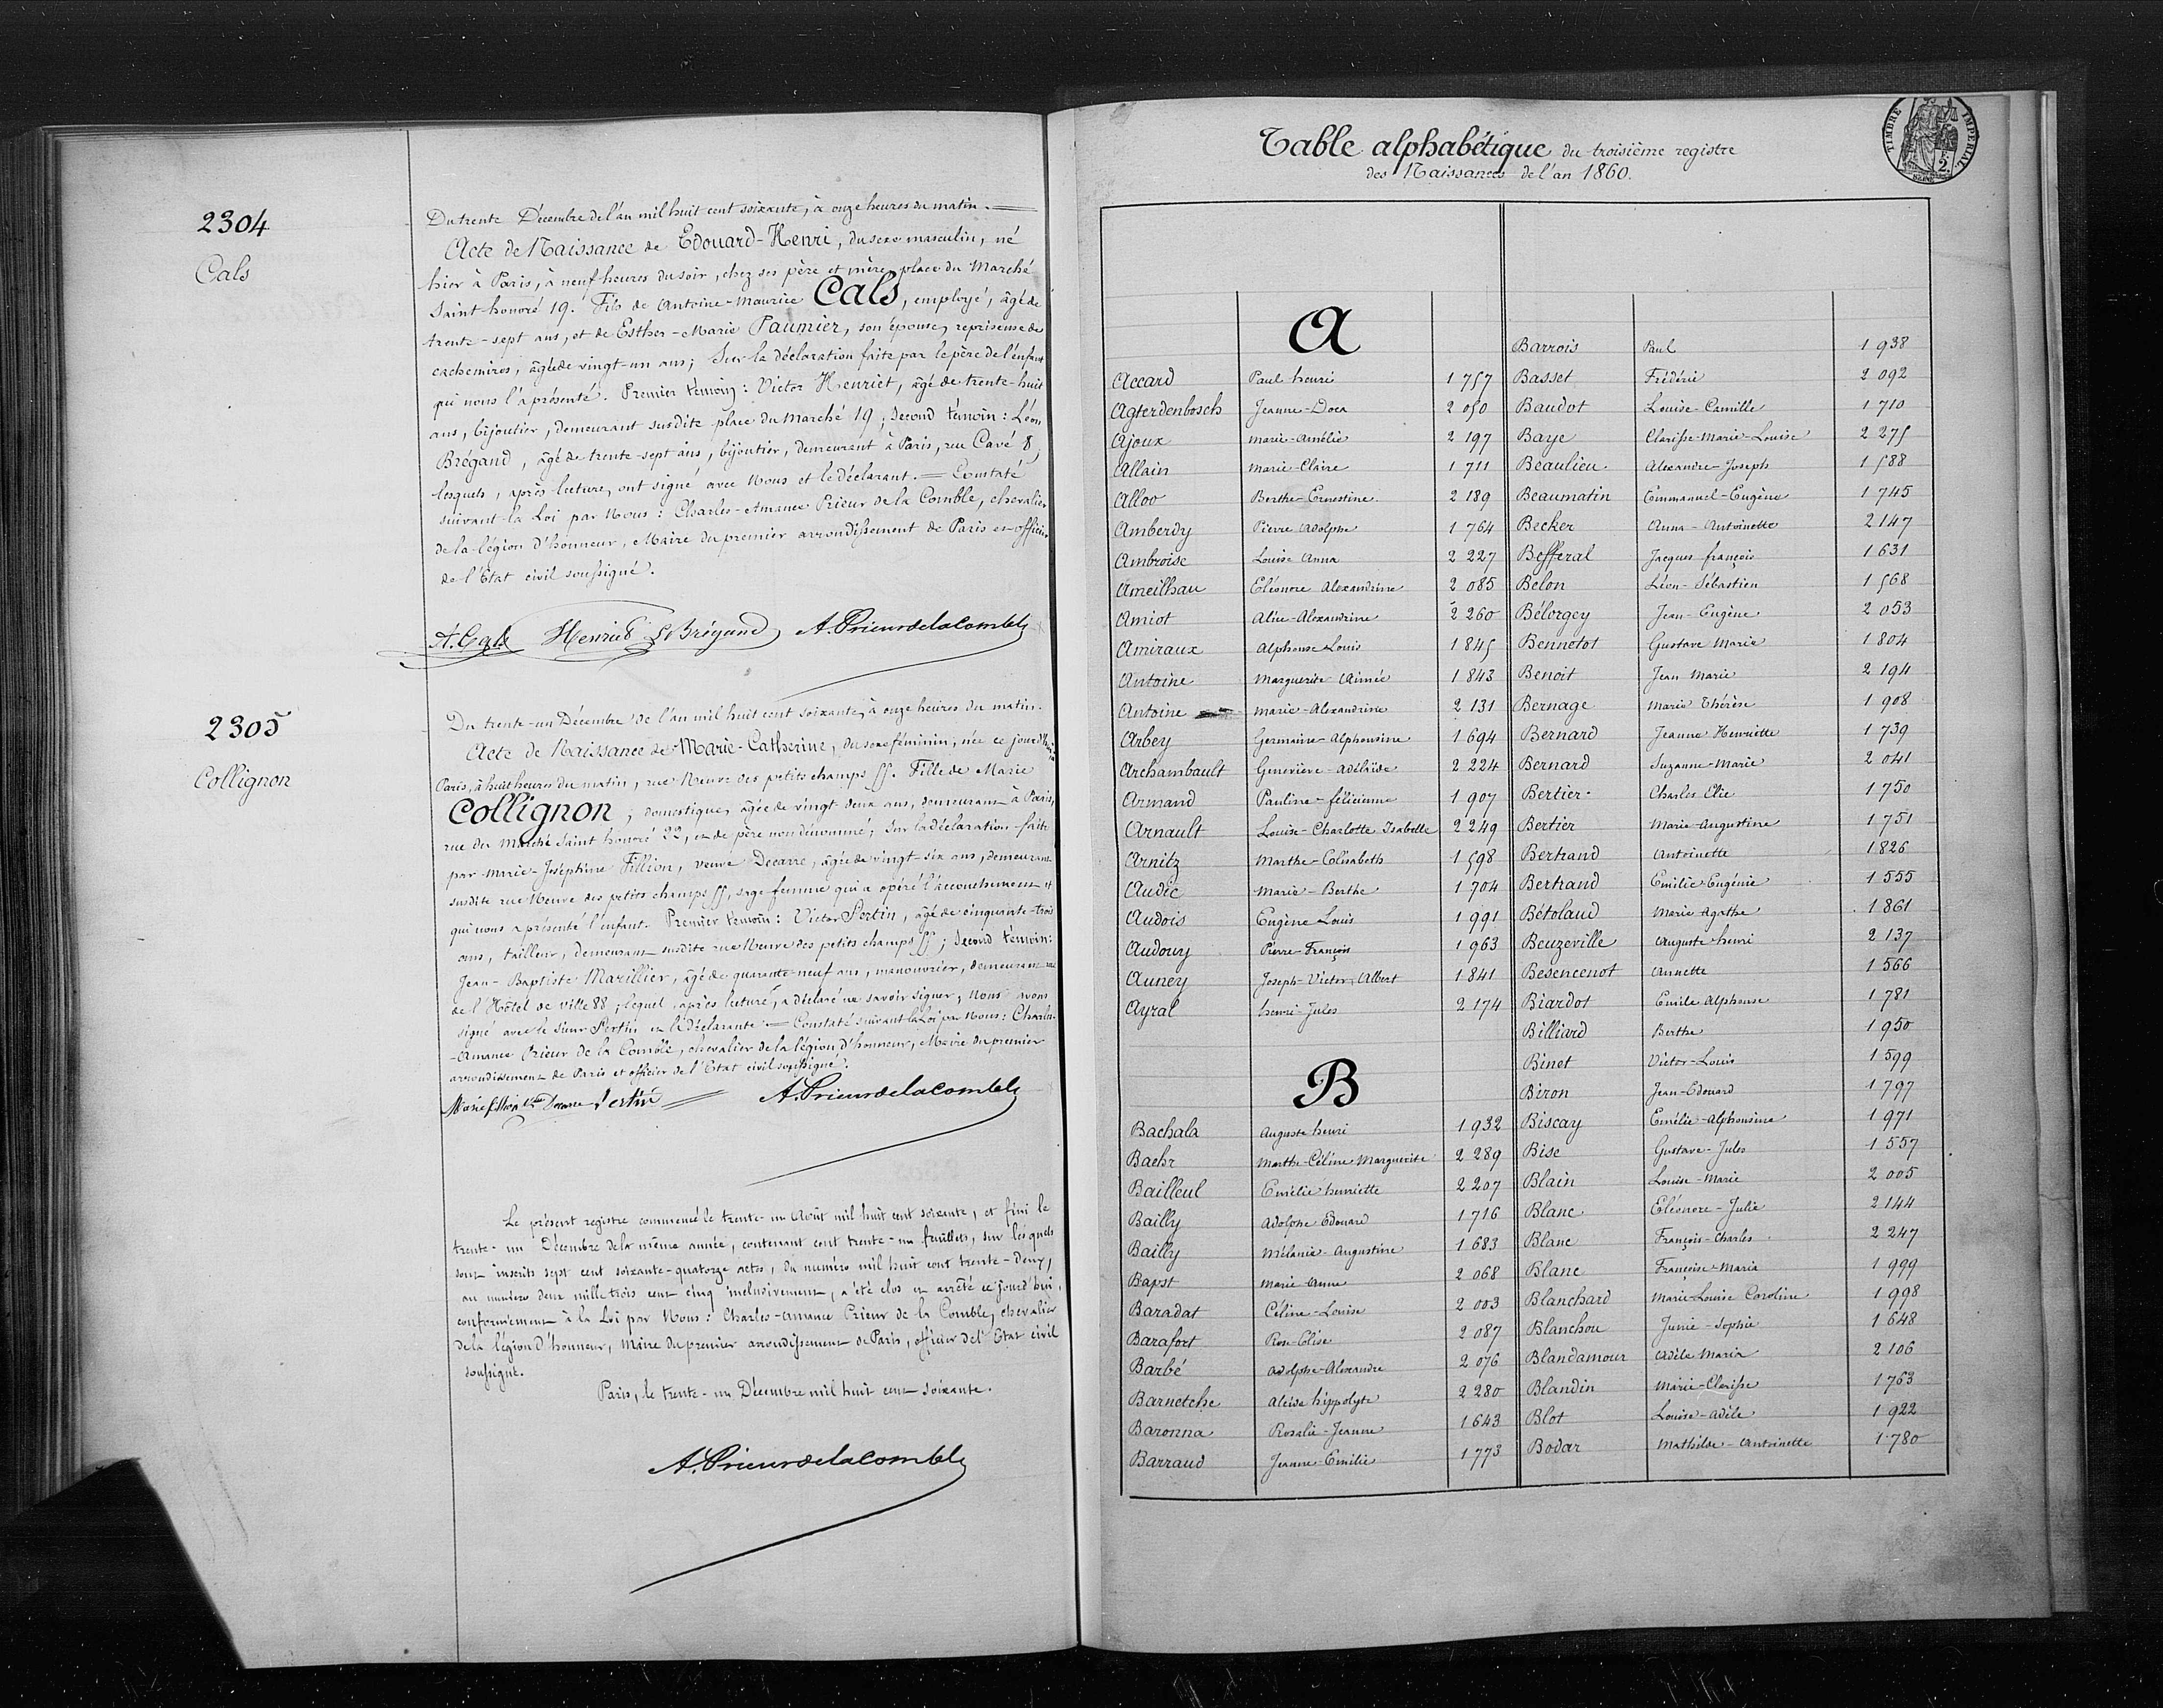 2304
Cals
Du trente Décembre de l'an mil huit cent soixante, à onze heures du matin. =
Acte de Naissance de Edouard-Henri, du sexe masculin, né
hier à Paris, à neuf heures du soir, chez ses père et mère, place du Marché
Saint honoré 19. Fils de Antoine-Maurice Cals, employé, âgé de
trente-sept ans, et de Esther-Marie Paumier, son épouse, repriseuse de
cachemires, âgée de vingt-un ans; Sur la déclaration faite par le père de l'enfant
qui nous l'a présenté. Premier témoin: Victor Henriet, âgé de trente-huit
ans, bijoutier, demeurant susdite place du Marché 19; Second témoin: Léon
Brégand, âgé de trente-sept ans, bijoutier, demeurant à Paris, rue Cavé 8,
lesquels, après lecture, ont signé avec Nous et le déclarant. = Constaté
suivant la Loi par Nous: Charles-Amance Prieur de la Comble, chevalier
de la légion d'honneur, Maire du premier arrondissement de Paris et officier
de l'Etat civil soussigné.
A. Cals Henriet L Brégand A. Prieur de la Comble
2305
Collignon
Du trente-un Décembre de l'an mil huit cent soixante, à onze heures du matin.
Acte de Naissance de Marie-Catherine, du sexe féminin, née ce jourd'hui à
Paris, à huit heures du matin, rue Neuve des petits champs 55. Fille de Marie
Collignon, domestique, âgée de vingt deux ans, demeurant à Paris,
rue du Marché Saint honoré 22, et de père non dénommé; Sur la déclaration faite
par Marie-Joséphine Fillion, veuve Decarre, âgée de vingt-six ans, demeurant
susdite rue Neuve des petits champs 55, sage-femme qui a opéré l'accouchement et
qui nous a présenté l'enfant. Premier témoin: Victor Pertin, âgé de cinquante-trois
ans, tailleur, demeurant susdite rue Neuve des petits champs 55; Second témoin:
Jean-Baptiste Marillier, âgé de quarante-neuf ans, manouvrier, demeurant rue
de l'Hôtel de ville 88, lequel, après lecture, a déclaré ne savoir signer, Nous avons
signé avec le sieur Pertin et la déclarante. = Constaté suivant la Loi par Nous: Charles-
-Amance Prieur de la Comble, chevalier de la légion d'honneur, Maire du premier
arrondissement de Paris et officier de l'Etat civil soussigné.
Marie fillion Vve Decarre Pertin A. Prieur de la Comble
Le présent registre commencé le trente-un Août mil huit cent soixante, et fini le
trente-un Décembre de la même année, contenant cent trente-un feuillets, sur lesquels
sont inscrits sept cent soixante-quatorze actes, du numéro mil huit cent trente-deux,
au numéro deux mille trois cent cinq inclusivement, a été clos et arrêté ce jourd'hui,
conformément à la Loi par Nous: Charles-Amance Prieur de la Comble, chevalier
de la légion d'honneur, Maire du premier arrondissement de Paris, officier de l'Etat civil
soussigné.
Paris, le trente-un Décembre mil huit cent soixante.
A. Prieur de la Comble
Table alphabétique du troisième registre
des Naissances de l'an 1860.
TIMBRE IMPERIAL
2
A
Accard Paul henri 1757
Agterdenbosch Jeanne-Doea 2050
Ajoux Marie-Amélie 2197
Allain Marie-Claire 1711
Alloo Berthe-Ernestine 2189
Amberdy Pierre Adolphe 1764
Ambroise Louise Anna 2227
Ameilhau Eléonore Alexandrine 2085
Amiot Aline-Alexandrine 2260
Amiraux Alphonse Louis 1845
Antoine Marguerite Aimée 1843
Antoine Marie-Alexandrine 2131
Arbey Germaine-Alphonsine 1694
Archambault Geneviève-Adélaïde 2224
Armand Pauline-félicienne 1907
Arnault Louise-Charlotte Isabelle 2249
Arnitz Marthe-Elisabeth 1598
Audic Marie-Berthe 1704
Audois Eugène Louis 1991
Audouy Pierre François 1963
Auney Joseph-Victor-Albert 1841
Ayral henri-Jules 2174
B
Bachala Auguste henri 1932
Baehr Marthe-Céline Marguerite 2289
Bailleul Emélie henriette 2207
Bailly Adolphe Edouard 1716
Bailly Mélanie-Augustine 1683
Bapst Marie Anne 2068
Baradat Céline-Louise 2003
Barafort Rose-Elise 2087
Barbé Adolphe-Alexandre 2076
Barnetche Alcide hippolyte 2280
Baronna Rosalie-Jeanne 1643
Barraud Jeanne-Emilie 1773
Barrois Paul 1938
Basset Frédéric 2092
Baudot Louise-Camille 1710
Baye Clarisse-Marie-Louise 2275
Beaulieu Alexandre-Joseph 1588
Beaumatin Emmanuel-Eugène 1745
Becker Anna-Antoinette 2147
Befferal Jacques françois 1631
Belon Léon-Sébastien 1568
Bélorgey Jean-Eugène 2053
Bennetot Gustave Marie 1804
Benoit Jean Marie 2194
Bernage Marie Thérèse 1908
Bernard Jeanne Henriette 1739
Bernard Suzanne-Marie 2041
Bertier Charles Elie 1750
Bertier Marie-Augustine 1751
Bertrand Antoinette 1826
Bertrand Emilie Eugénie 1555
Bétolaud Marie Agathe 1861
Beuzeville Auguste henri 2137
Besencenot Annette 1566
Biardot Emile Alphonse 1781
Billiard Berthe 1950
Binet Victor-Louis 1599
Biron Jean-Edouard 1797
Biscay Emélie-Alphonsine 1971
Bise Gustave-Jules 1557
Blain Louise-Marie 2005
Blanc Eléonore-Julie 2144
Blanc François-Charles 2247
Blanc Françoise-Maria 1999
Blanchard Marie-Louise Caroline 1998
Blanchou Junie-Sophie 1648
Blandamour Adèle Maria 2106
Blandin Marie-Clarisse 1763
Blot Louise-Adèle 1922
Bodar Mathilde-Antoinette 1780